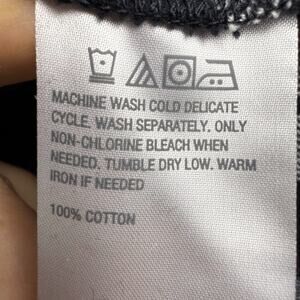 MACHINE WASH COLD DELICATE
CYCLE. WASH SEPARATELY. ONLY
NON-CHLORINE BLEACH WHEN
NEEDED. TUMBLE DRY LOW. WARM
IRON IF NEEDED
100% COTTON